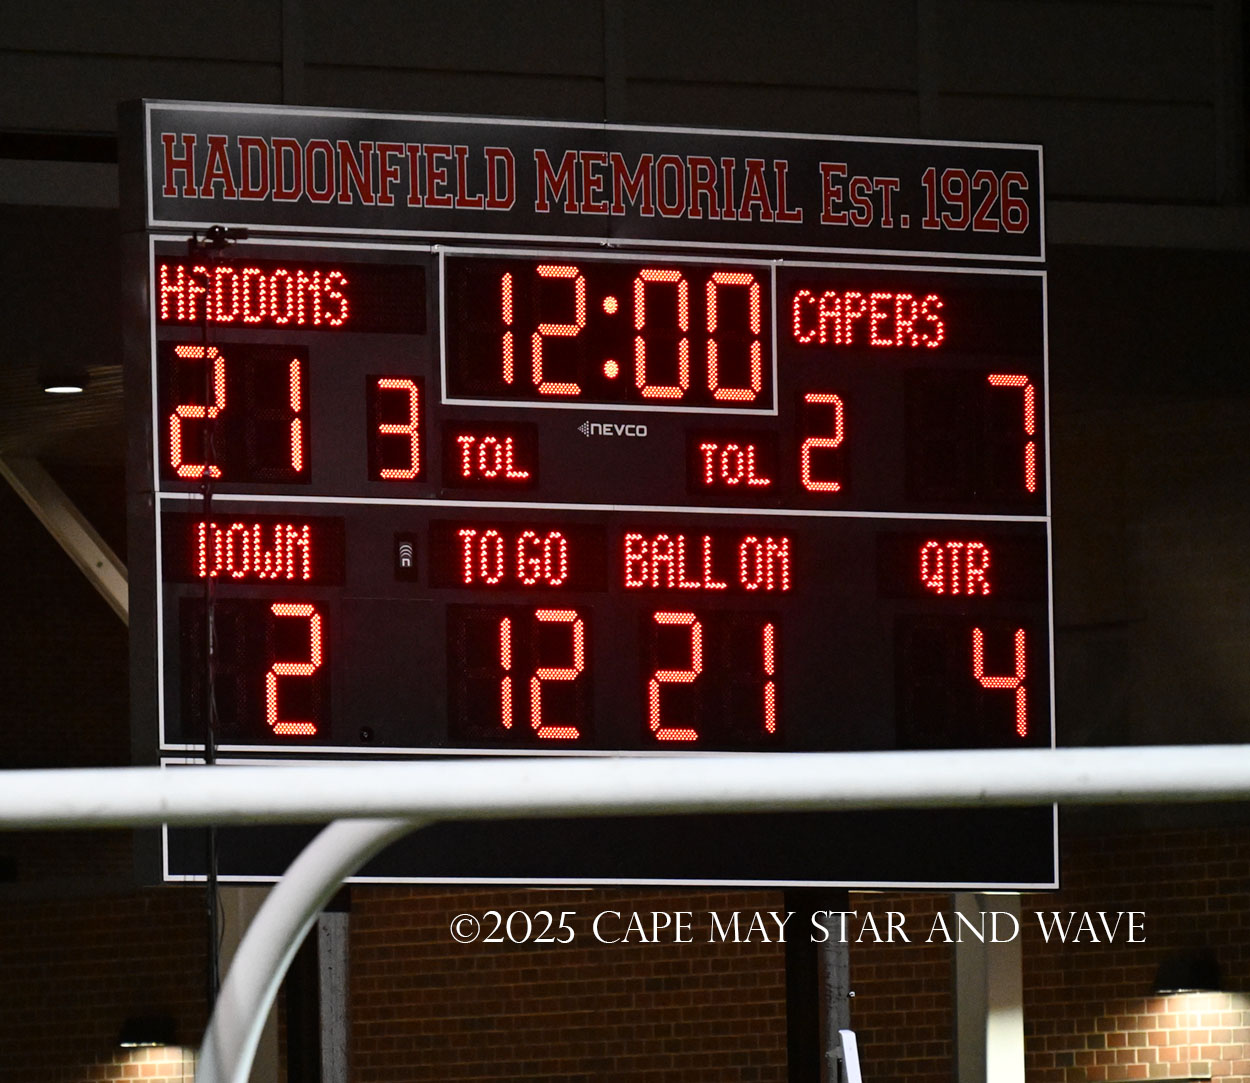 HADDONFIELD MEMORIAL EST. 1926
HADDONS 12:00 CAPERS
21 3 TOL NEVCO TOL 2 7
DOWN TO GO BALL ON QTR
2 12 21 4
©2025 CAPE MAY STAR AND WAVE